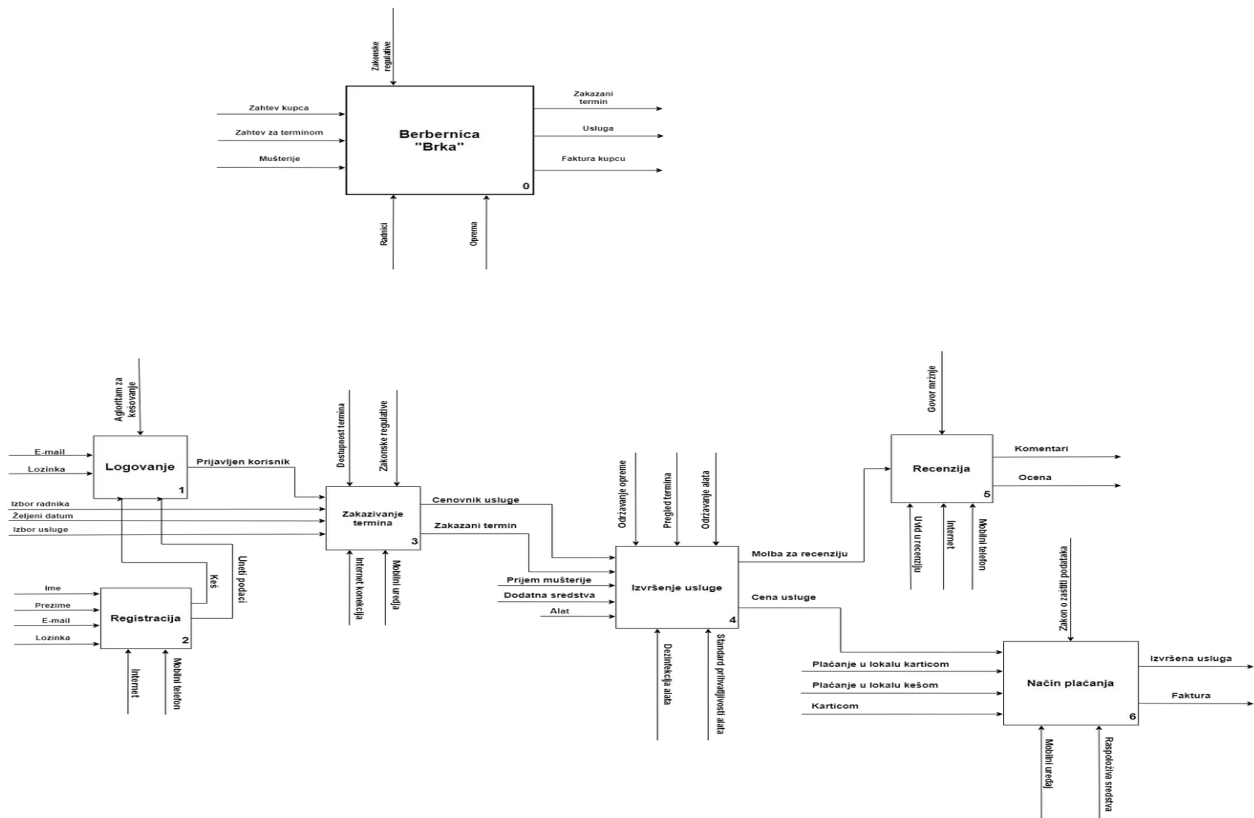 Zakonske
regulative
Zahtev kupca
Zahtev za terminom
Mušterije
Berbernica
"Brka"
0
Zakazani
termin
Usluga
Faktura kupcu
Radnici
Oprema
Agloritam za
kešovanje
E-mail
Lozinka
Logovanje
1
Prijavljen korisnik
Izbor radnika
Željeni datum
Izbor usluge
Keš
Uneti podaci
Ime
Prezime
E-mail
Lozinka
Registracija
2
Internet
Mobilni telefon
Dostupnost termina
Zakonske regulative
Zakazivanje
termina
3
Internet konekcija
Mobilni uredja
Cenovnik usluge
Zakazani termin
Prijem mušterije
Dodatna sredstva
Alat
Održavanje opreme
Pregled termina
Održavanje alata
Izvršenje usluge
4
Dezinfekcija alata
Standard prihvatljivosti alata
Molba za recenziju
Cena usluge
Govor mržnje
Recenzija
5
Uvid u recenziju
Internet
Mobilni telefon
Komentari
Ocena
Zakon o zaštiti podataka
Plaćanje u lokalu karticom
Plaćanje u lokalu kešom
Karticom
Način plaćanja
6
Mobilni uređaj
Raspoloživa sredstva
Izvršena usluga
Faktura